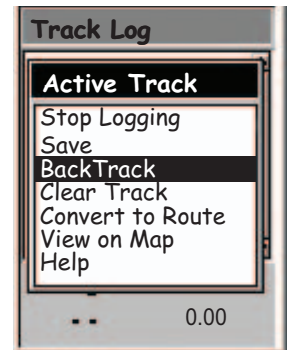 Track Log
Active Track
Stop Logging
Save
BackTrack
Clear Track
Convert to Route
View on Map
Help
0.00